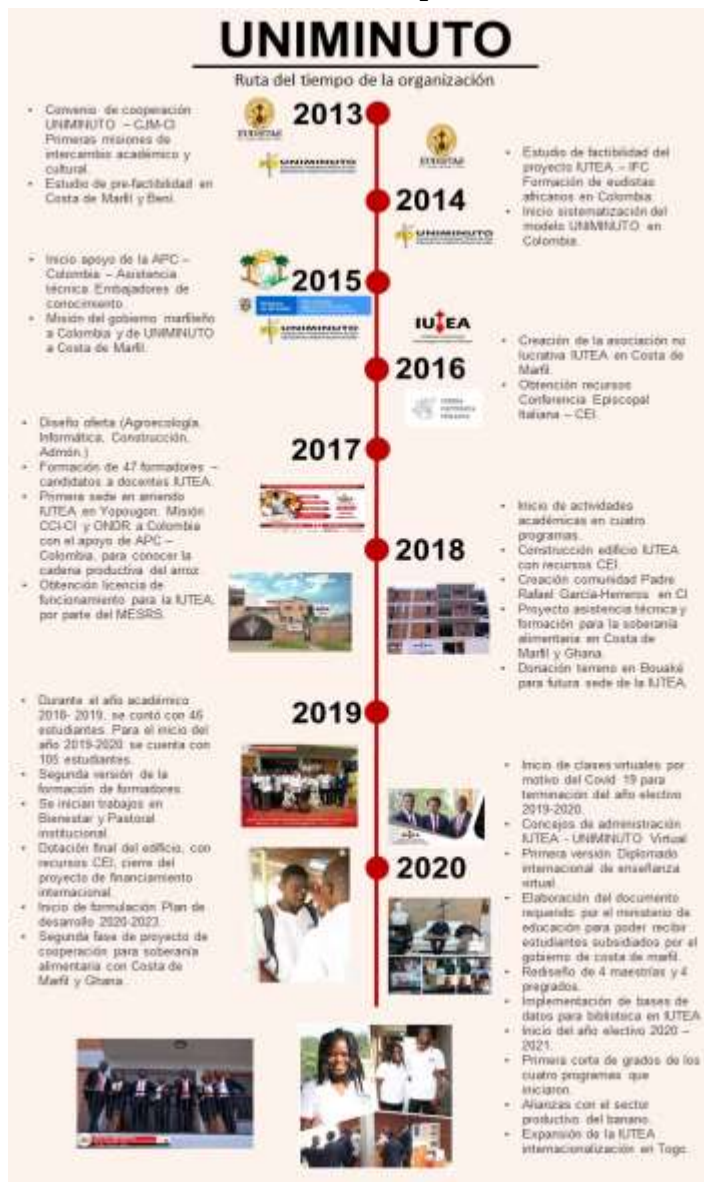 UNIMINUTO
Ruta del tiempo de la organización
2013
• Convenio de cooperación
UNIMINUTO – CJM-CI
Primeras misiones de
intercambio académico y
cultural.
• Estudio de pre-factibilidad en
Costa de Marfil y Beni.
EUDISTAS
UNIMINUTO
EUDISTAS
2014
• Estudio de factibilidad del
proyecto IUTEA – IFC
Formación de eudistas
africanos en Colombia.
• Inicio sistematización del
modelo UNIMINUTO en
Colombia.
UNIMINUTO
2015
• Inicio apoyo de la APC –
Colombia – Asistencia
técnica. Embajadores de
conocimiento.
• Misión del gobierno marfileño
a Colombia y de UNIMINUTO
a Costa de Marfil.
UNIMINUTO
IUTEA
2016
• Creación de la asociación no
lucrativa IUTEA en Costa de
Marfil.
• Obtención recursos
Conferencia Episcopal
Italiana – CEI.
2017
• Diseño oferta (Agroecología,
Informática, Construcción,
Admón.)
• Formación de 47 formadores –
candidatos a docentes IUTEA.
• Primera sede en arriendo
IUTEA en Yopougon. Misión
CCI-CI y ONDR a Colombia
con el apoyo de APC –
Colombia, para conocer la
cadena productiva del arroz
• Obtención licencia de
funcionamiento para la IUTEA,
por parte del MESRS.
2018
• Inicio de actividades
académicas en cuatro
programas.
• Construcción edificio IUTEA
con recursos CEI.
• Creación comunidad Padre
Rafael García-Herreros en CI
• Proyecto asistencia técnica y
formación para la soberanía
alimentaria en Costa de
Marfil y Ghana.
• Donación terreno en Bouaké
para futura sede de la IUTEA.
2019
• Durante el año académico
2018- 2019, se contó con 46
estudiantes. Para el inicio del
año 2019-2020 se cuenta con
105 estudiantes.
• Segunda versión de la
formación de formadores.
• Se inician trabajos en
Bienestar y Pastoral
institucional.
• Dotación final del edificio, con
recursos CEI, cierre del
proyecto de financiamiento
internacional.
• Inicio de formulación Plan de
desarrollo 2020-2023.
• Segunda fase de proyecto de
cooperación para soberanía
alimentaria con Costa de
Marfil y Ghana.
2020
• Inicio de clases virtuales por
motivo del Covid 19 para
terminación del año electivo
2019-2020.
• Concejos de administración
IUTEA - UNIMINUTO Virtual
• Primera versión Diplomado
internacional de enseñanza
virtual.
• Elaboración del documento
requerido por el ministerio de
educación para poder recibir
estudiantes subsidiados por el
gobierno de costa de marfil.
• Rediseño de 4 maestrías y 4
pregrados.
• Implementación de bases de
datos para biblioteca en IUTEA
• Inicio del año electivo 2020 –
2021.
• Primera corte de grados de los
cuatro programas que
iniciaron.
• Alianzas con el sector
productivo del banano.
• Expansión de la IUTEA
internacionalización en Togo.